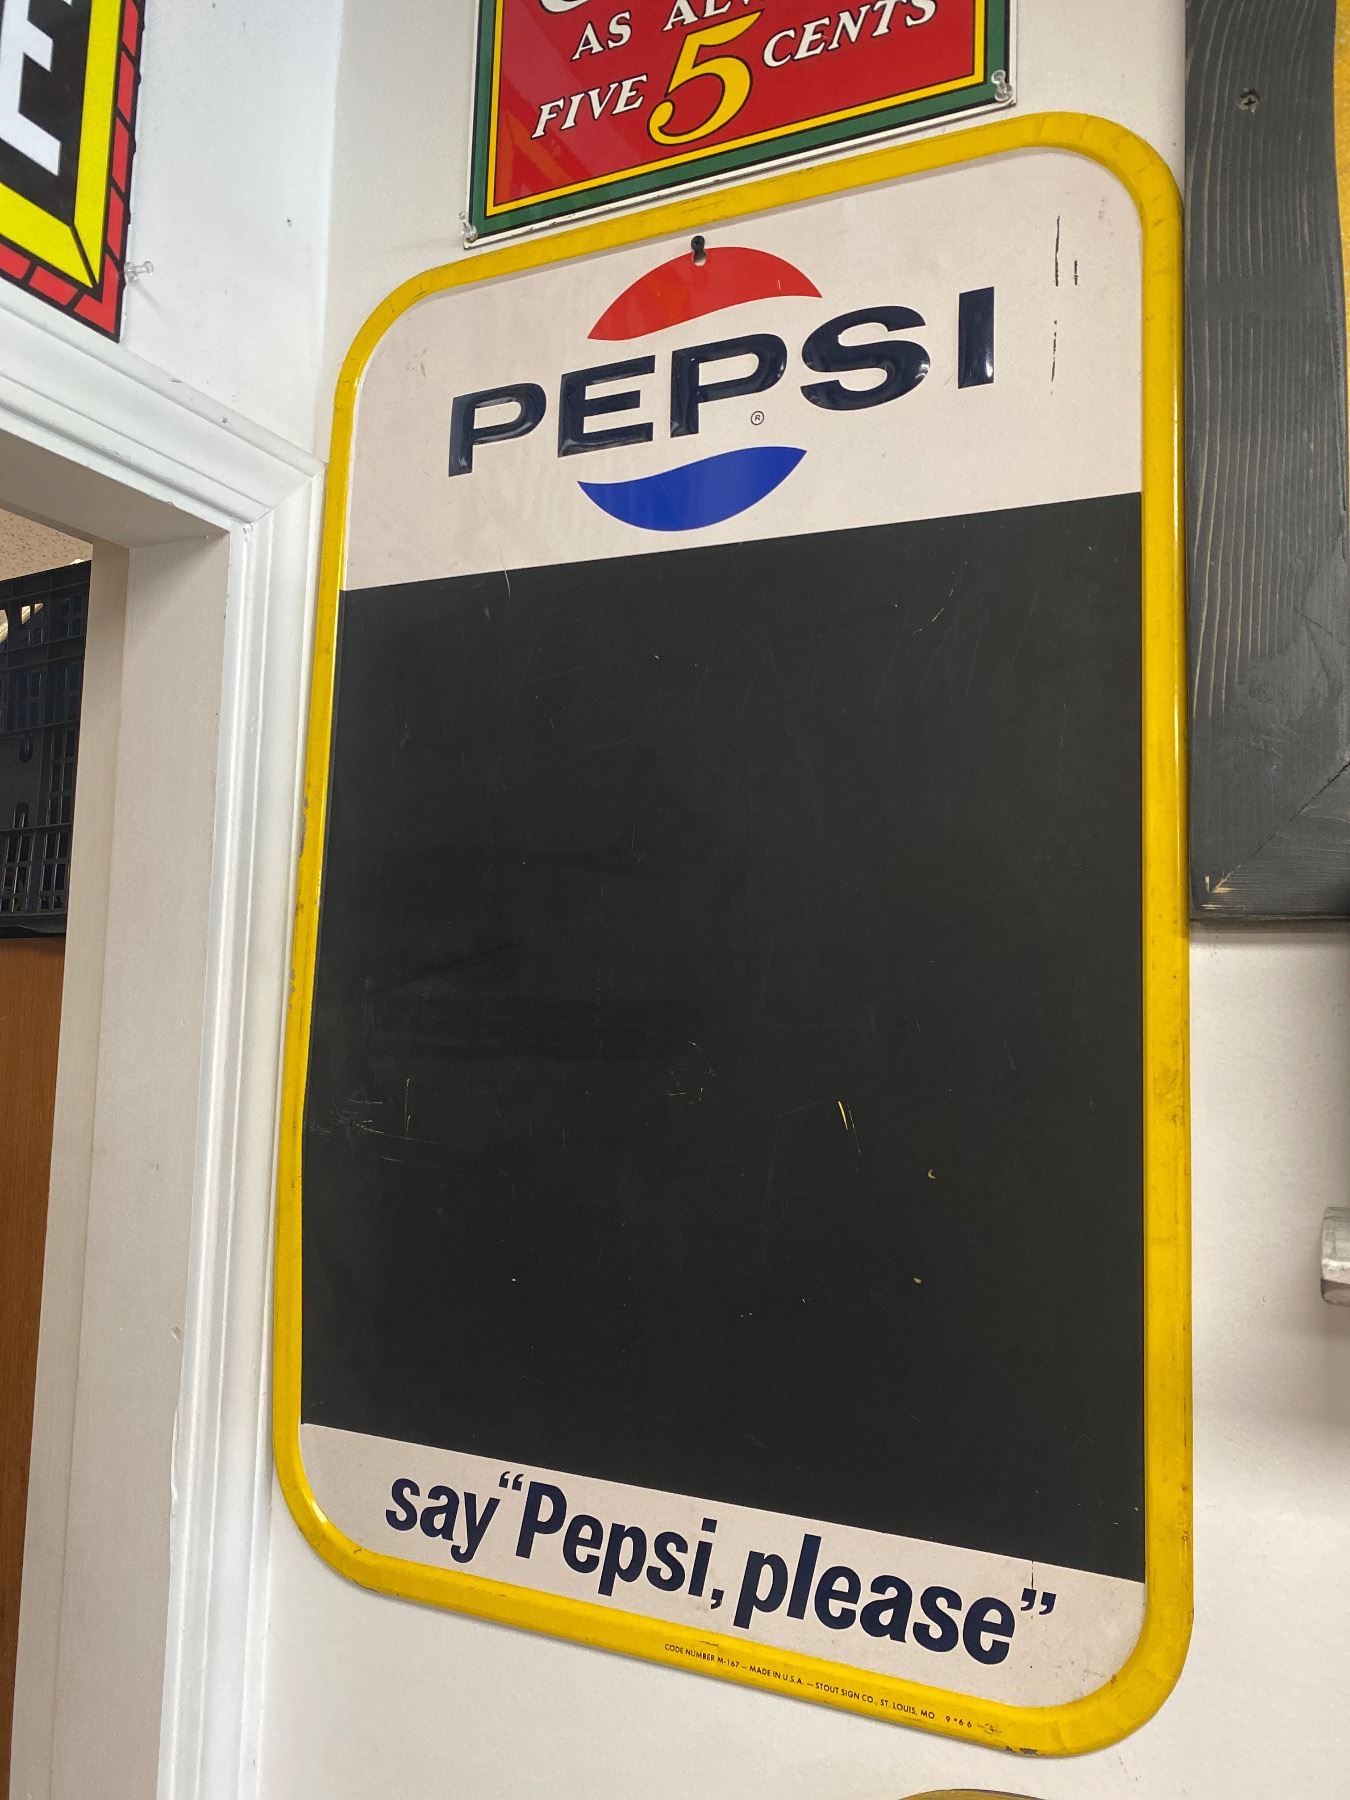 AS
FIVE 5 CENTS
PEPSI
®
say “Pepsi, please”
CODE NUMBER M-167 — MADE IN U.S.A. — STOUT SIGN CO., ST. LOUIS, MO 9•66